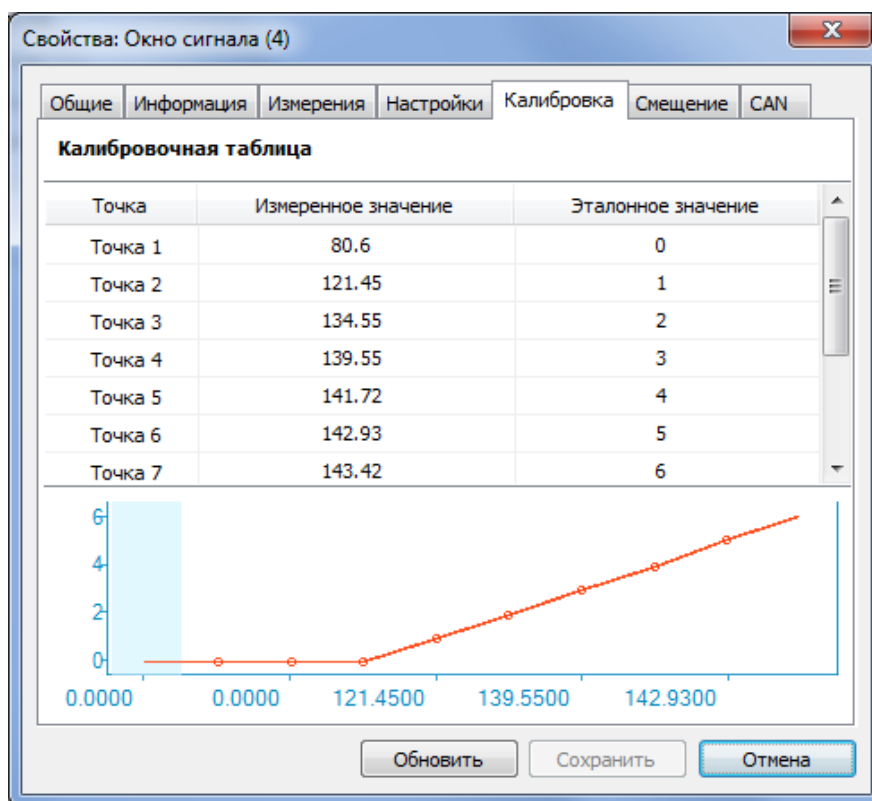 Свойства: Окно сигнала (4)
Общие Информация Измерения Настройки Калибровка Смещение CAN
Калибровочная таблица
Точка Измеренное значение Эталонное значение
Точка 1 80.6 0
Точка 2 121.45 1
Точка 3 134.55 2
Точка 4 139.55 3
Точка 5 141.72 4
Точка 6 142.93 5
Точка 7 143.42 6
6
4
2
0
0.0000 0.0000 121.4500 139.5500 142.9300
Обновить Сохранить Отмена